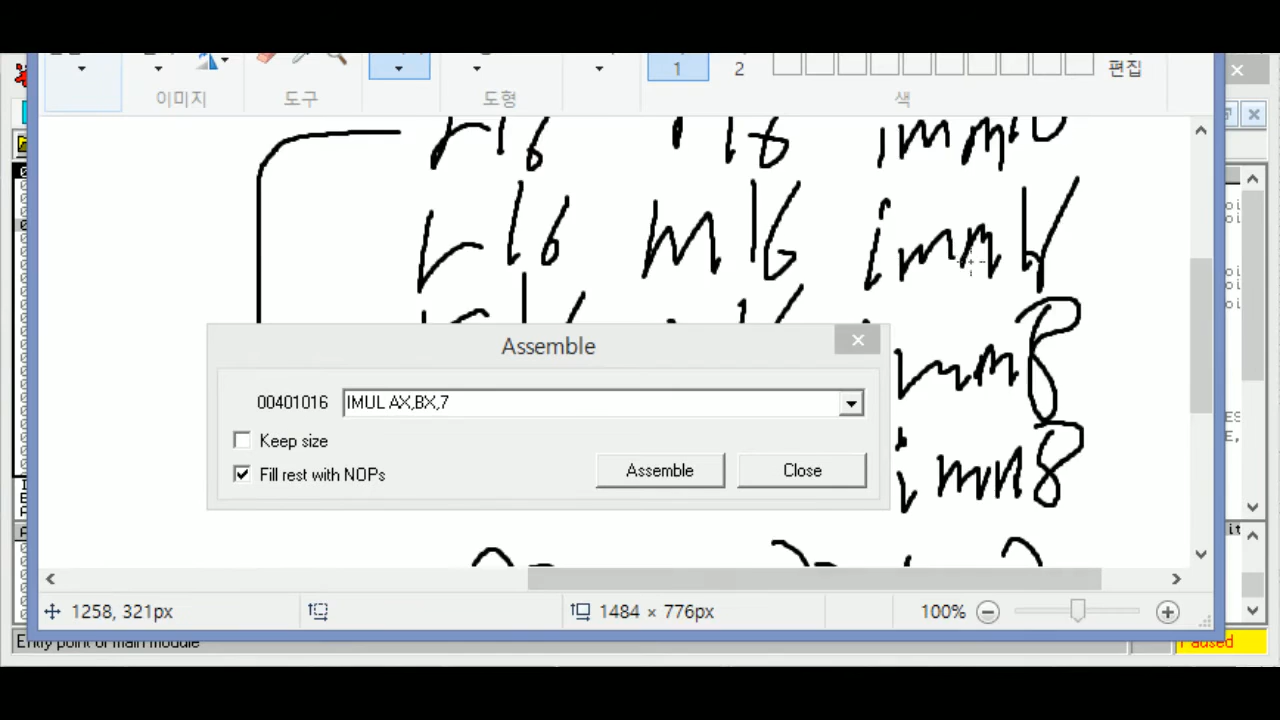 1
2
편집
이미지
도구
도형
색
r16 r16 imm16
r16 m16 imm16
Assemble
imm8
00401016
IMUL AX,BX,7
Keep size
imm8
Fill rest with NOPs
Assemble
Close
1258, 321px
1484 × 776px
100%
Entry point of main module
Paused